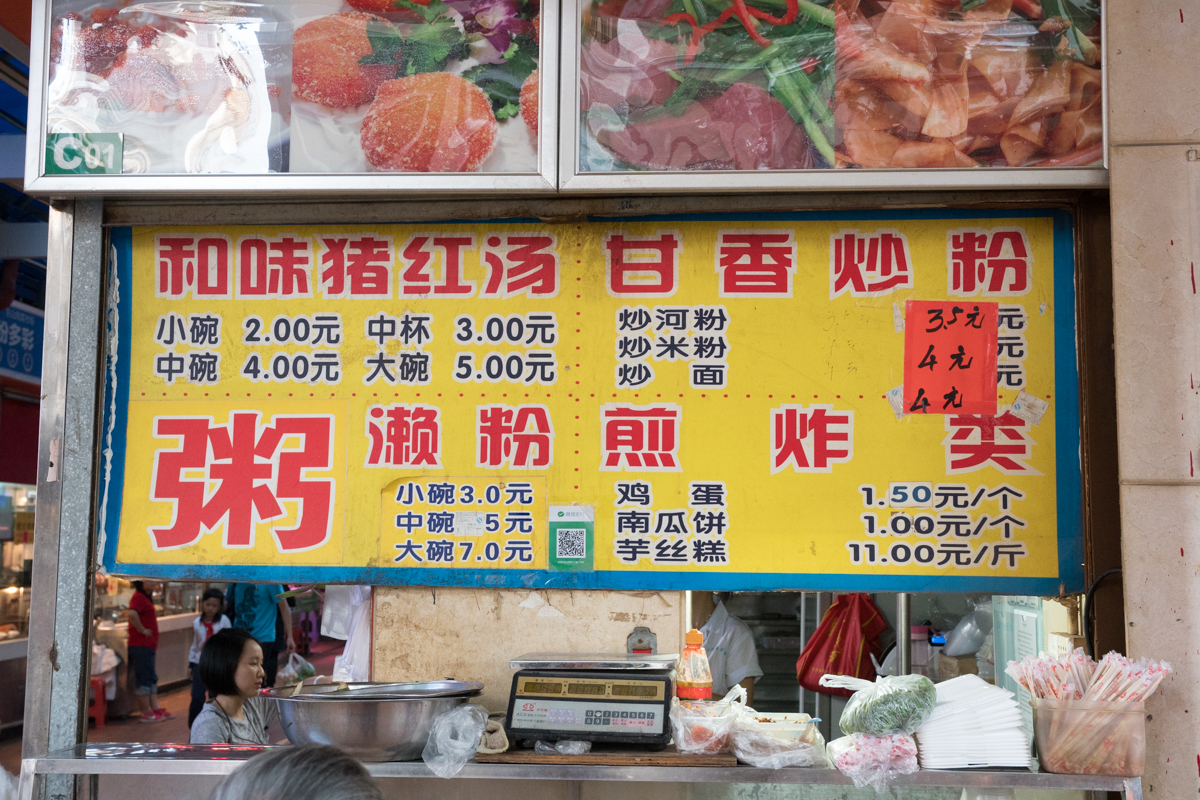 C01
和味猪红汤
小碗 2.00元 中杯 3.00元
中碗 4.00元 大碗 5.00元
甘香炒粉
炒河粉 3.5元 元
炒米粉 4元 元
炒面 4元 元
粥
濑粉
小碗3.0元
中碗 5元
大碗7.0元
煎炸类
鸡蛋 1.50元/个
南瓜饼 1.00元/个
芋丝糕 11.00元/斤